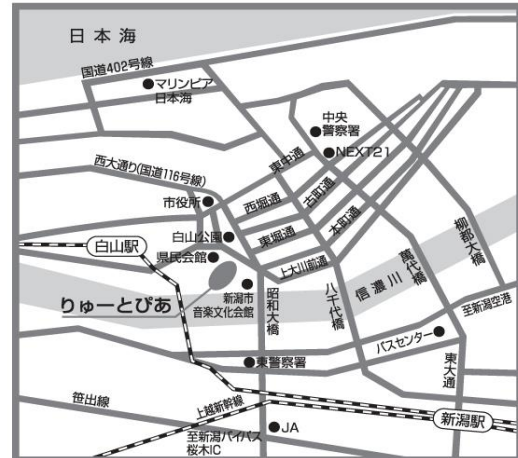 日本海
国道402号線
マリンピア
日本海
中央
警察署
NEXT21
西大通り(国道116号線)
東中通
市役所
西堀通
古町通
本町通
白山公園
東堀通
白山駅
県民会館
上大川前通
りゅーとぴあ
新潟市
音楽文化会館
昭和大橋
八千代橋
信濃川
萬代橋
柳都大橋
至新潟空港
バスセンター
東警察署
東大通
笹出線
上越新幹線
新潟駅
至新潟バイパス
桜木IC
JA